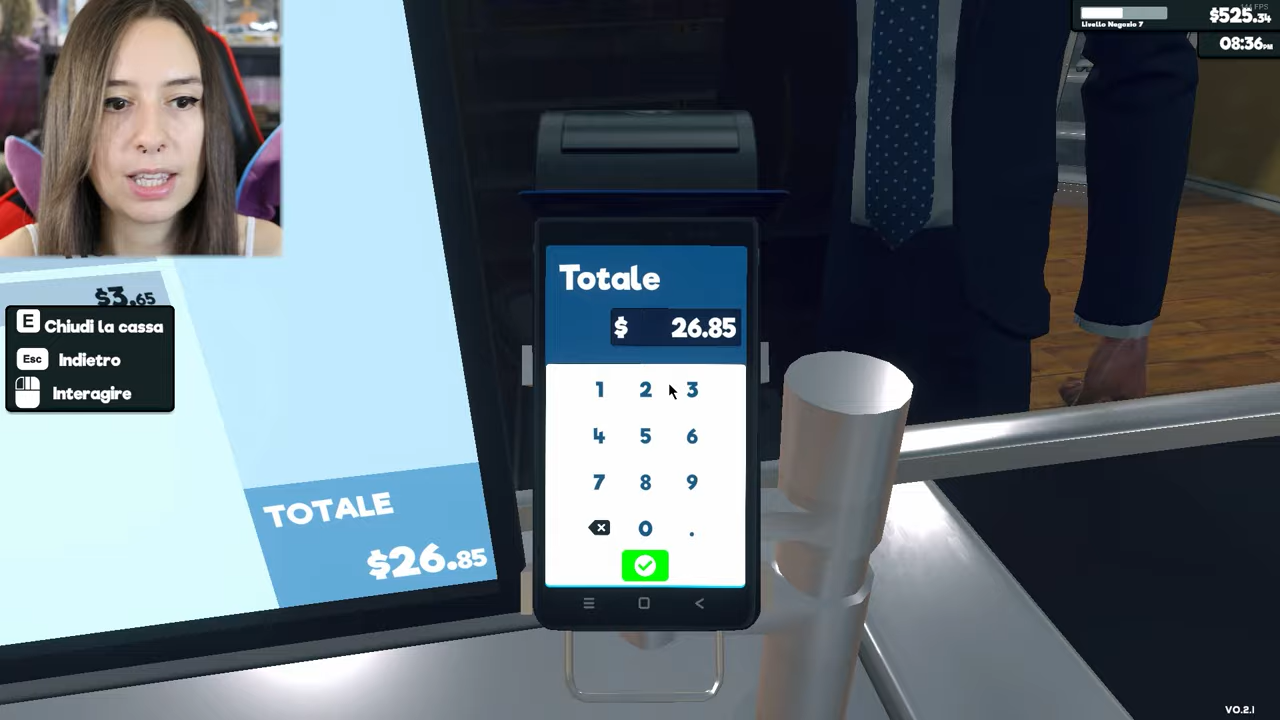 $525.34
Livello Negozio 7
08:36PM
$3.65
E Chiudi la cassa
Esc Indietro
Interagire
Totale
$ 26.85
1 2 3
4 5 6
7 8 9
0 .
TOTALE
$26.85
V0.2.1